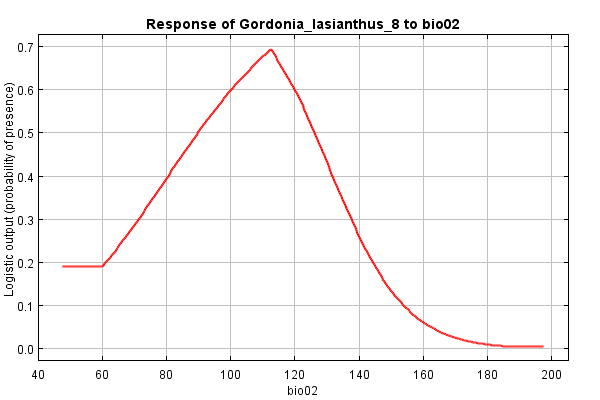 Response of Gordonia_lasianthus_8 to bio02
Logistic output (probability of presence)
0.7
0.6
0.5
0.4
0.3
0.2
0.1
0.0
40 60 80 100 120 140 160 180 200
bio02